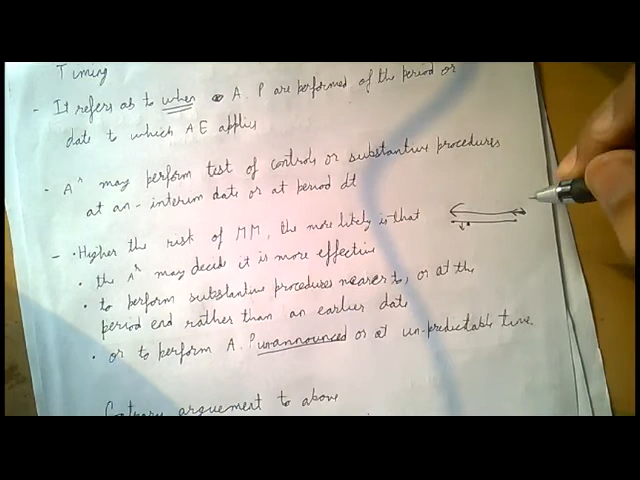 Timing
- It refers as to when A. P are performed of the period or
date to which A E applies
- A^r may perform test of controls or substantive procedures
at an - interim date or at period dt
- Higher the risk of MM, the more likely is that
• the A^r may decide it is more effective
• to perform substantive procedures nearer to, or at the
period end rather than an earlier date
• or to perform A. P unannounced or at un-predictable time.
Contrary arguement to above